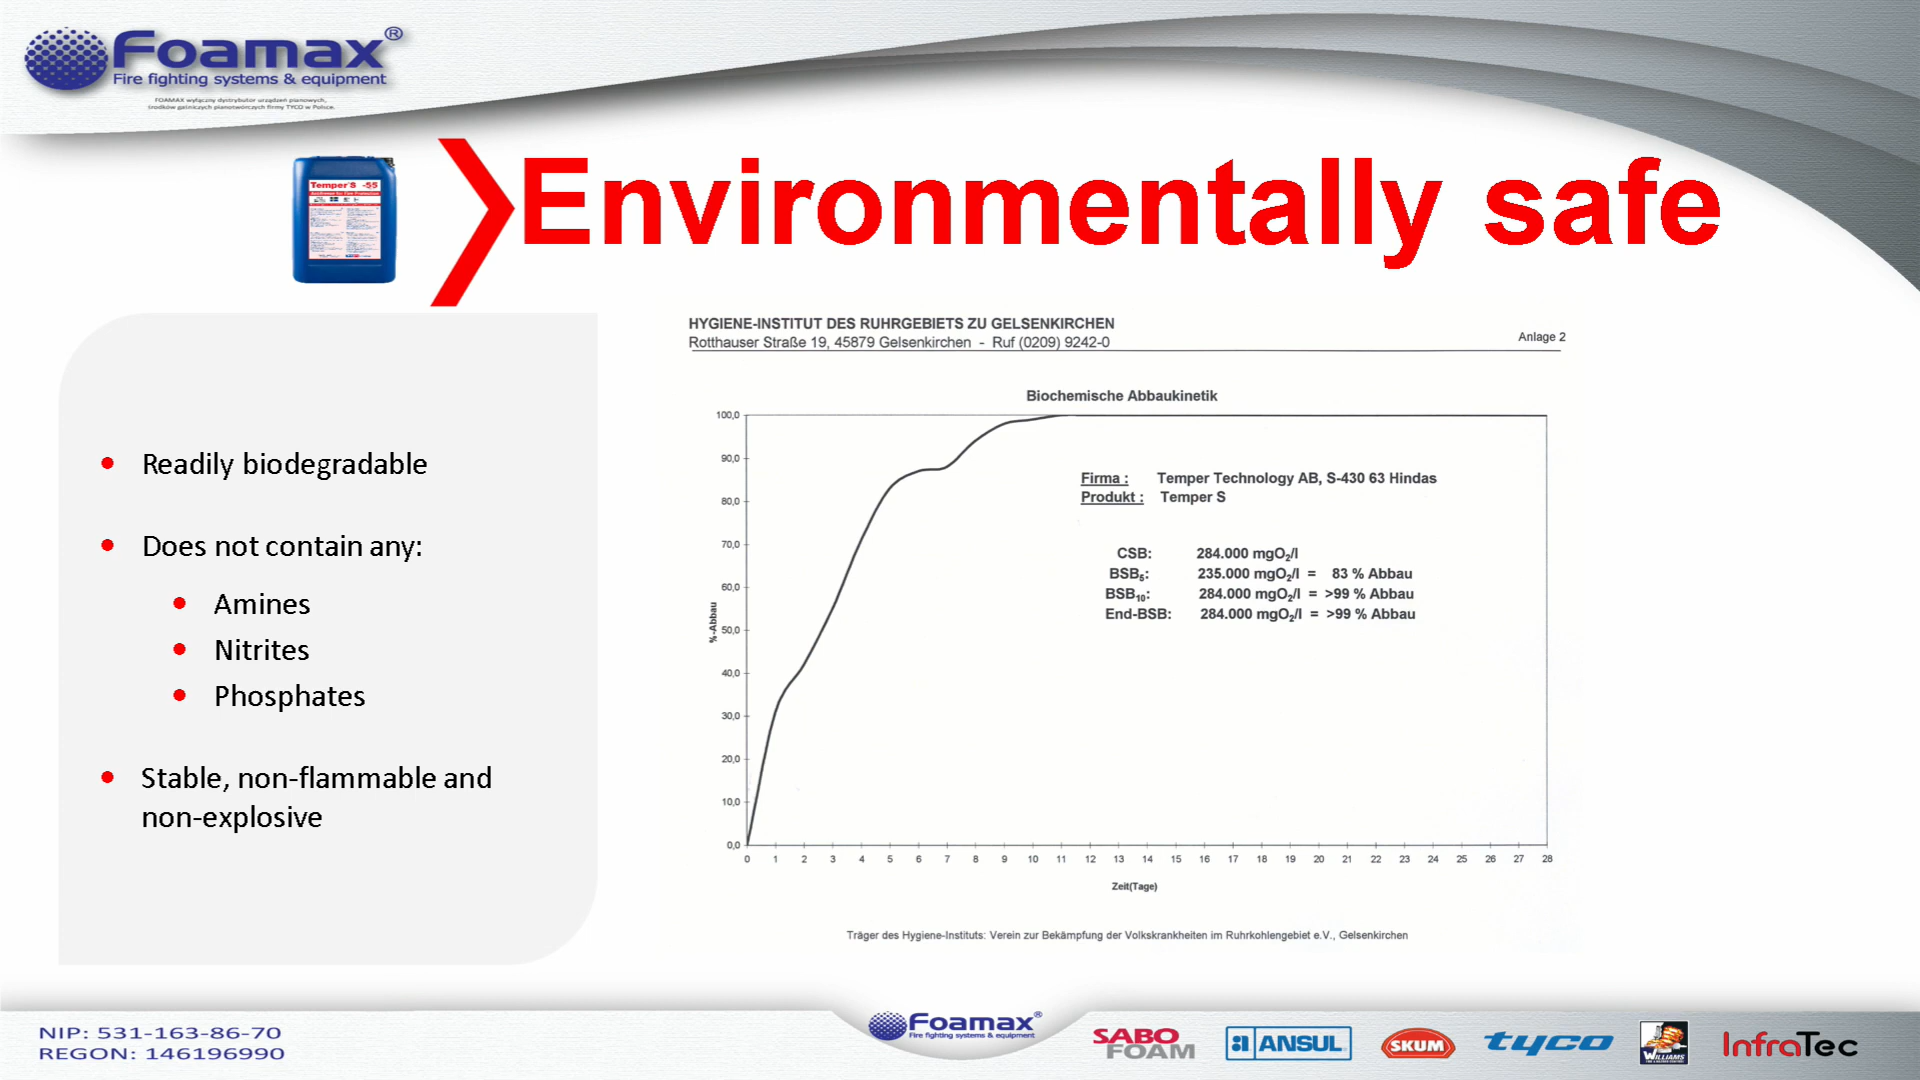 Foamax®
Fire fighting systems & equipment
FOAMAX wyłączny dystrybutor urządzeń pianowych,
środków gaśniczych pianotwórczych firmy TYCO w Polsce.
Temper'S -55
Environmentally safe
Readily biodegradable
Does not contain any:
Amines
Nitrites
Phosphates
Stable, non-flammable and
non-explosive
HYGIENE-INSTITUT DES RUHRGEBIETS ZU GELSENKIRCHEN
Rotthauser Straße 19, 45879 Gelsenkirchen - Ruf (0209) 9242-0
Anlage 2
Biochemische Abbaukinetik
100,0
90,0
80,0
70,0
60,0
50,0
40,0
30,0
20,0
10,0
0,0
%-Abbau
Firma : Temper Technology AB, S-430 63 Hindas
Produkt : Temper S
CSB: 284.000 mgO₂/l
BSB₅: 235.000 mgO₂/l = 83 % Abbau
BSB₁₀: 284.000 mgO₂/l = >99 % Abbau
End-BSB: 284.000 mgO₂/l = >99 % Abbau
0 1 2 3 4 5 6 7 8 9 10 11 12 13 14 15 16 17 18 19 20 21 22 23 24 25 26 27 28
Zeit(Tage)
Träger des Hygiene-Instituts: Verein zur Bekämpfung der Volkskrankheiten im Ruhrkohlengebiet e.V., Gelsenkirchen
NIP: 531-163-86-70
REGON: 146196990
Foamax®
Fire fighting systems & equipment
SABO
FOAM
ANSUL
SKUM
tyco
WILLIAMS
InfraTec